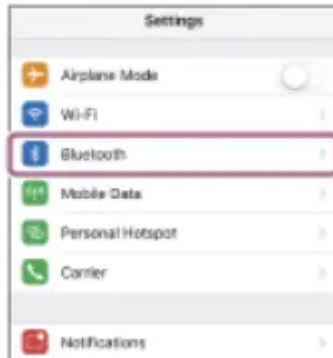 Settings
Airplane Mode
Wi-Fi
Bluetooth
Mobile Data
Personal Hotspot
Carrier
Notifications